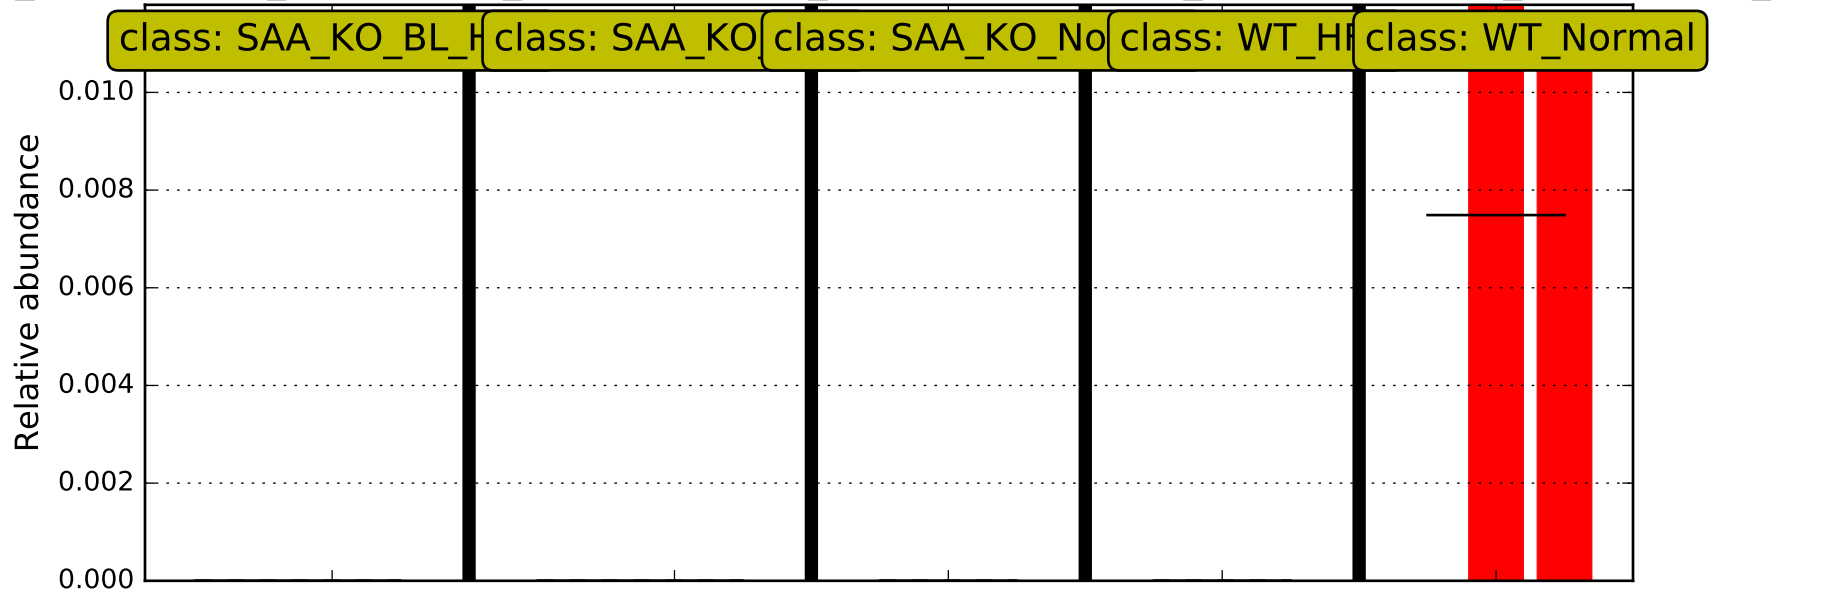 class: SAA_KO_BL_H
class: SAA_KO_
class: SAA_KO_No
class: WT_HF
class: WT_Normal
0.010
0.008
0.006
0.004
0.002
0.000
Relative abundance